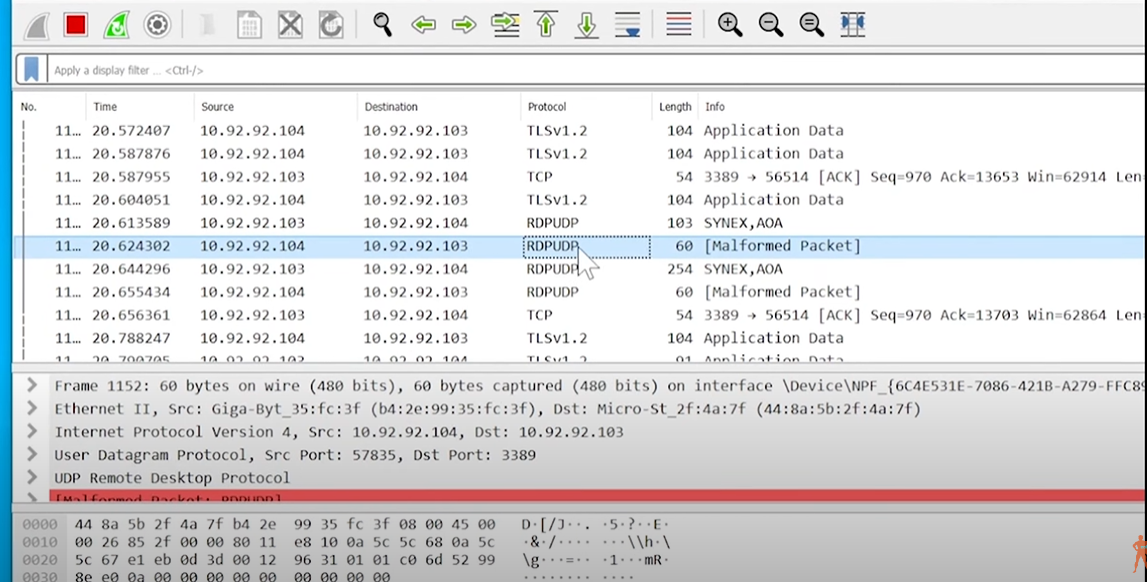 Apply a display filter ... <Ctrl-/>
No. Time Source Destination Protocol Length Info
11... 20.572407 10.92.92.104 10.92.92.103 TLSv1.2 104 Application Data
11... 20.587876 10.92.92.104 10.92.92.103 TLSv1.2 104 Application Data
11... 20.587955 10.92.92.103 10.92.92.104 TCP 54 3389 → 56514 [ACK] Seq=970 Ack=13653 Win=62914 Len
11... 20.604051 10.92.92.104 10.92.92.103 TLSv1.2 104 Application Data
11... 20.613589 10.92.92.103 10.92.92.104 RDPUDP 103 SYNEX,AOA
11... 20.624302 10.92.92.104 10.92.92.103 RDPUDP 60 [Malformed Packet]
11... 20.644296 10.92.92.103 10.92.92.104 RDPUDP 254 SYNEX,AOA
11... 20.655434 10.92.92.104 10.92.92.103 RDPUDP 60 [Malformed Packet]
11... 20.656361 10.92.92.103 10.92.92.104 TCP 54 3389 → 56514 [ACK] Seq=970 Ack=13703 Win=62864 Len
11... 20.788247 10.92.92.104 10.92.92.103 TLSv1.2 104 Application Data
11... 20.790705 10.92.92.103 10.92.92.104 TLSv1.2 91 Application Data
Frame 1152: 60 bytes on wire (480 bits), 60 bytes captured (480 bits) on interface \Device\NPF_{6C4E531E-7086-421B-A279-FFC89
Ethernet II, Src: Giga-Byt_35:fc:3f (b4:2e:99:35:fc:3f), Dst: Micro-St_2f:4a:7f (44:8a:5b:2f:4a:7f)
Internet Protocol Version 4, Src: 10.92.92.104, Dst: 10.92.92.103
User Datagram Protocol, Src Port: 57835, Dst Port: 3389
UDP Remote Desktop Protocol
[Malformed Packet: RDPUDP]
0000 44 8a 5b 2f 4a 7f b4 2e 99 35 fc 3f 08 00 45 00 D·[/J··. ·5·?··E·
0010 00 26 85 2f 00 00 80 11 e8 10 0a 5c 5c 68 0a 5c ·&·/···· ···\\h·\
0020 5c 67 e1 eb 0d 3d 00 12 96 31 01 01 c0 6d 52 99 \g···=·· ·1···mR·
0030 8e e0 0a 00 00 00 00 00 00 00 00 00 ········ ····